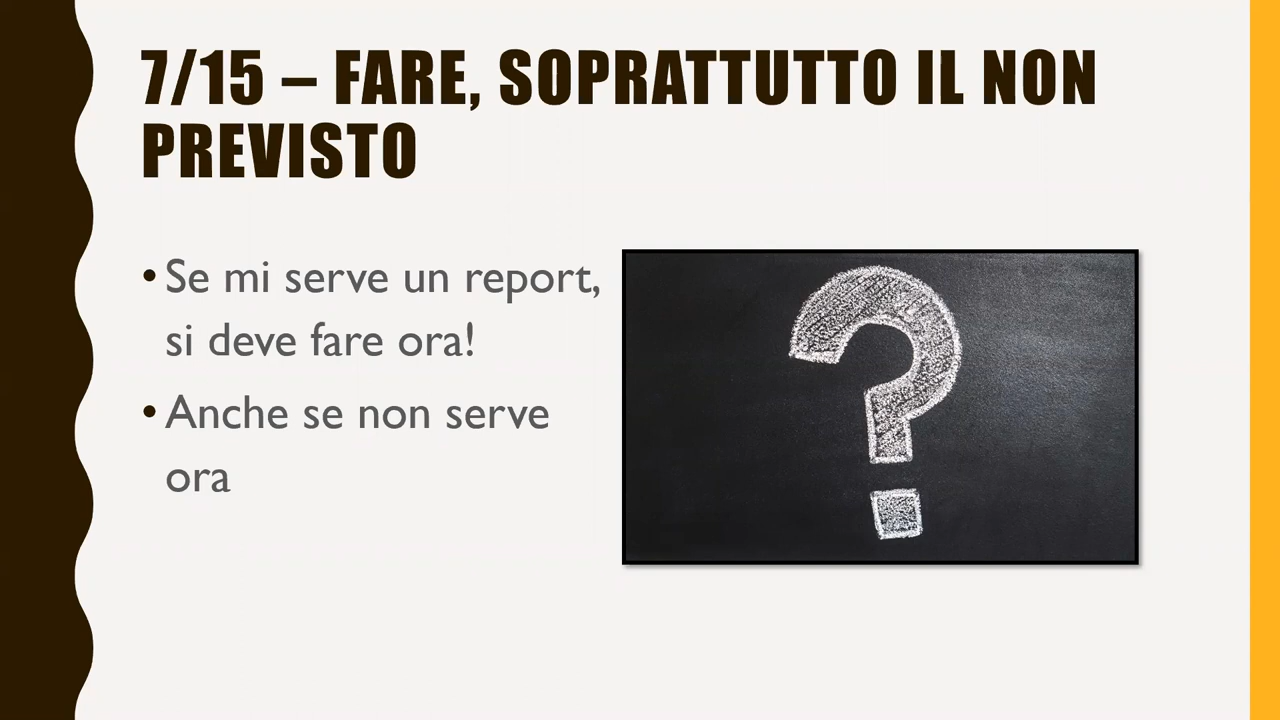 7/15 – FARE, SOPRATTUTTO IL NON
PREVISTO
•Se mi serve un report,
si deve fare ora!
•Anche se non serve
ora
?